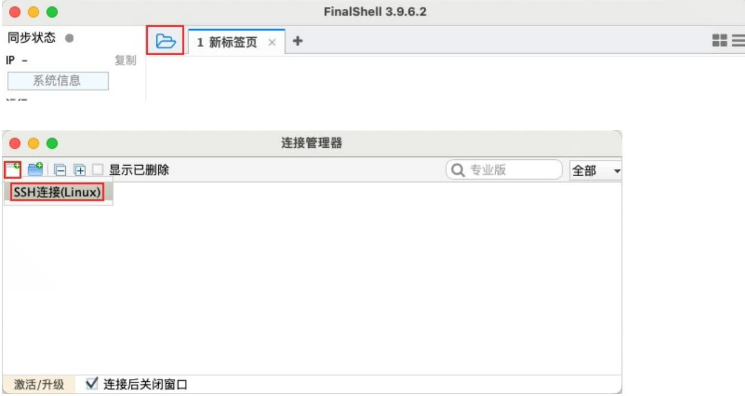 FinalShell 3.9.6.2
同步状态
1 新标签页 × +
IP -
复制
系统信息
连接管理器
显示已删除
专业版
全部
SSH连接(Linux)
激活/升级
连接后关闭窗口